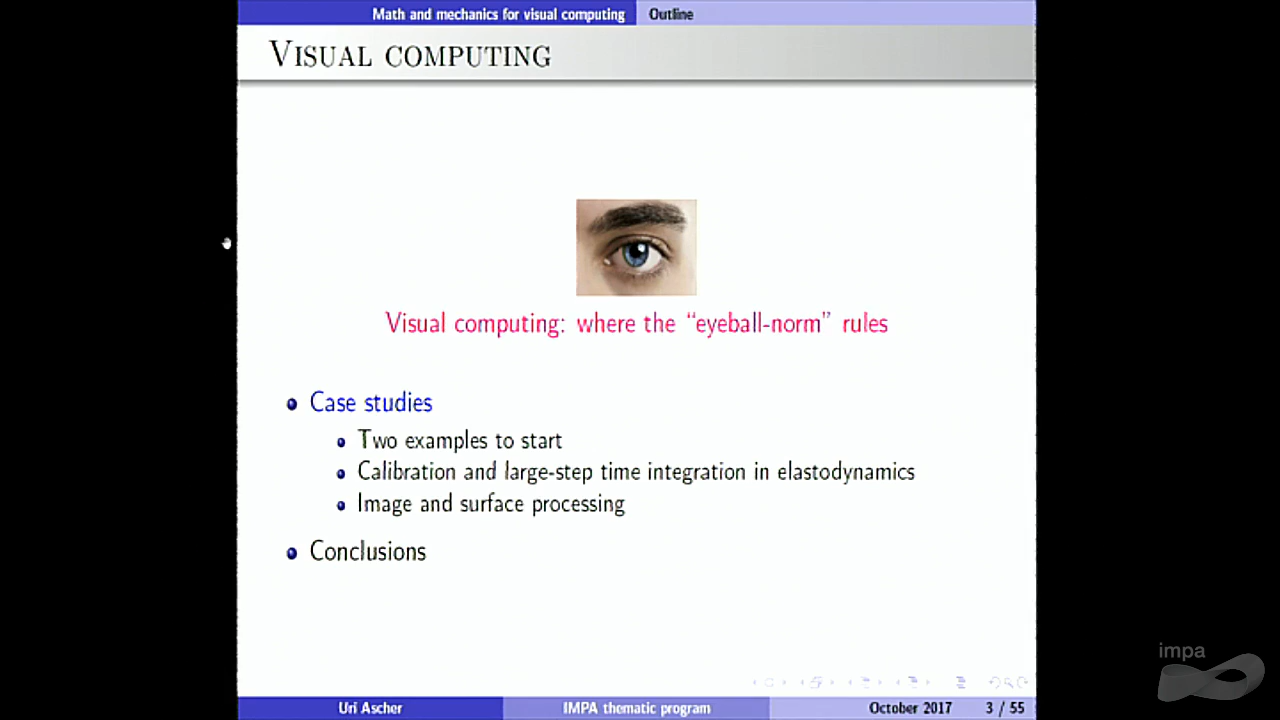 Math and mechanics for visual computing Outline
VISUAL COMPUTING
Visual computing: where the “eyeball-norm” rules
Case studies
Two examples to start
Calibration and large-step time integration in elastodynamics
Image and surface processing
Conclusions
impa
Uri Ascher IMPA thematic program October 2017 3 / 55